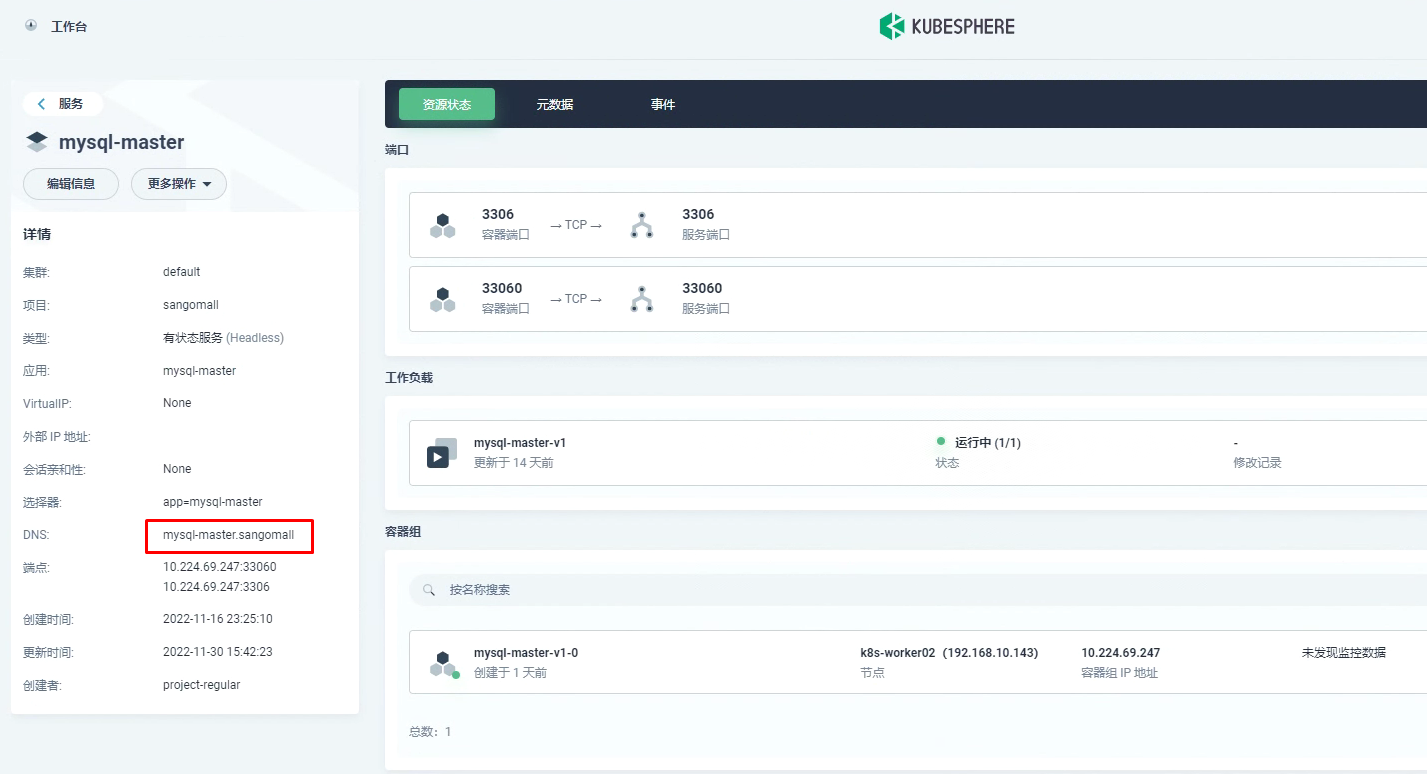 工作台
KUBESPHERE
服务
mysql-master
编辑信息
更多操作
详情
集群: default
项目: sangomall
类型: 有状态服务 (Headless)
应用: mysql-master
VirtualIP: None
外部 IP 地址:
会话亲和性: None
选择器: app=mysql-master
DNS: mysql-master.sangomall
端点: 10.224.69.247:33060
10.224.69.247:3306
创建时间: 2022-11-16 23:25:10
更新时间: 2022-11-30 15:42:23
创建者: project-regular
资源状态 元数据 事件
端口
3306 →TCP→ 3306
容器端口 服务端口
33060 →TCP→ 33060
容器端口 服务端口
工作负载
mysql-master-v1 运行中 (1/1) -
更新于 14 天前 状态 修改记录
容器组
按名称搜索
mysql-master-v1-0 k8s-worker02（192.168.10.143） 10.224.69.247 未发现监控数据
创建于 1 天前 节点 容器组 IP 地址
总数：1